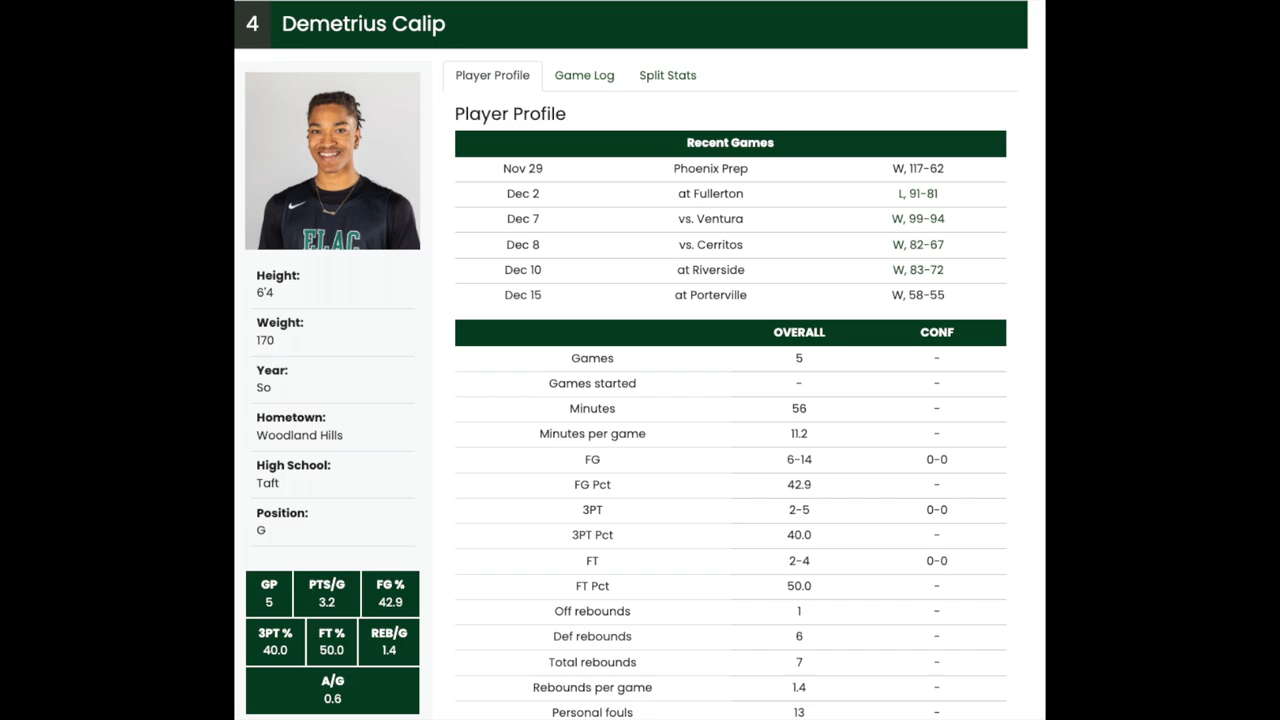 4 Demetrius Calip
Player Profile Game Log Split Stats
Player Profile
Recent Games
Nov 29 Phoenix Prep W, 117-62
Dec 2 at Fullerton L, 91-81
Dec 7 vs. Ventura W, 99-94
Dec 8 vs. Cerritos W, 82-67
Dec 10 at Riverside W, 83-72
Dec 15 at Porterville W, 58-55
ELAC
Height:
6'4
Weight:
170
Year:
So
Hometown:
Woodland Hills
High School:
Taft
Position:
G
GP PTS/G FG %
5 3.2 42.9
3PT % FT % REB/G
40.0 50.0 1.4
A/G
0.6
OVERALL CONF
Games 5 -
Games started - -
Minutes 56 -
Minutes per game 11.2 -
FG 6-14 0-0
FG Pct 42.9 -
3PT 2-5 0-0
3PT Pct 40.0 -
FT 2-4 0-0
FT Pct 50.0 -
Off rebounds 1 -
Def rebounds 6 -
Total rebounds 7 -
Rebounds per game 1.4 -
Personal fouls 13 -